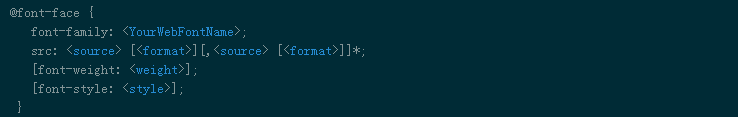 @font-face {
font-family: <YourWebFontName>;
src: <source> [<format>][,<source> [<format>]]*;
[font-weight: <weight>];
[font-style: <style>];
}